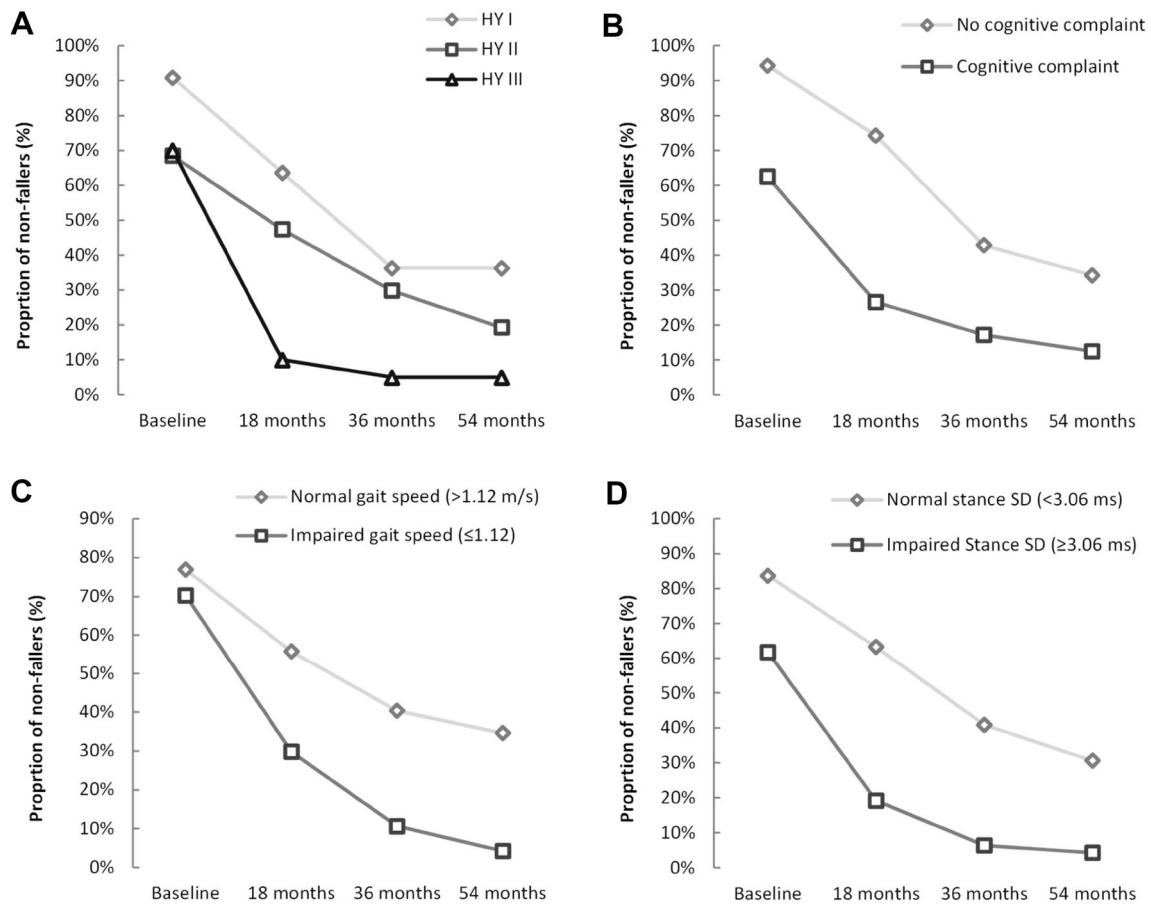 A
HY I
HY II
HY III
100%
90%
80%
70%
60%
50%
40%
30%
20%
10%
0%
Proprtion of non-fallers (%)
Baseline 18 months 36 months 54 months
B
No cognitive complaint
Cognitive complaint
100%
90%
80%
70%
60%
50%
40%
30%
20%
10%
0%
Proprtion of non-fallers (%)
Baseline 18 months 36 months 54 months
C
Normal gait speed (>1.12 m/s)
Impaired gait speed (≤1.12)
90%
80%
70%
60%
50%
40%
30%
20%
10%
0%
Proprtion of non-fallers (%)
Baseline 18 months 36 months 54 months
D
Normal stance SD (<3.06 ms)
Impaired Stance SD (≥3.06 ms)
100%
90%
80%
70%
60%
50%
40%
30%
20%
10%
0%
Proprtion of non-fallers (%)
Baseline 18 months 36 months 54 months